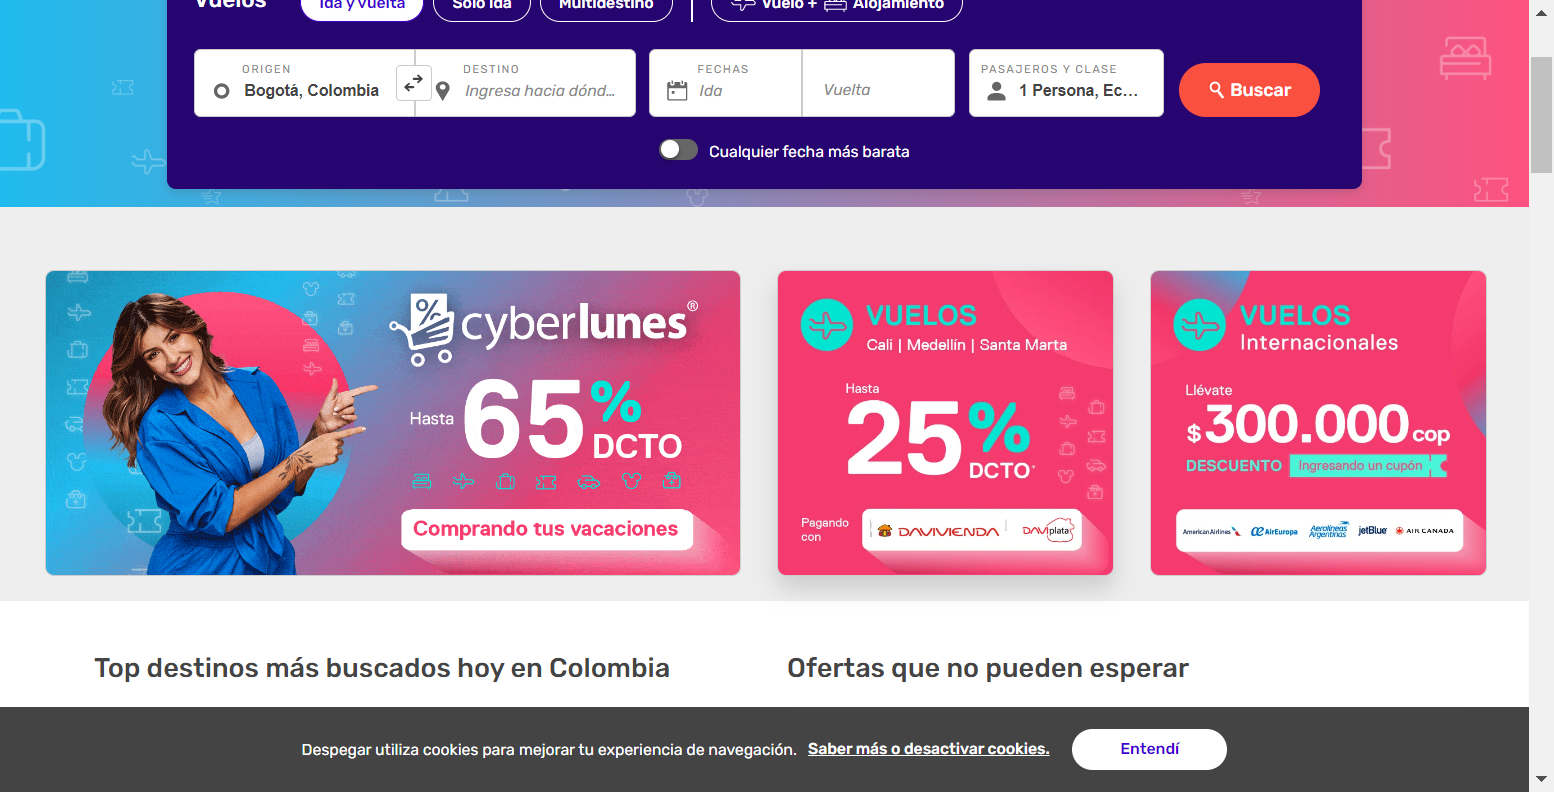 Vuelos
Ida y vuelta
Solo ida
Multidestino
Vuelo + Alojamiento
ORIGEN
Bogotá, Colombia
DESTINO
Ingresa hacia dónd...
FECHAS
Ida
Vuelta
PASAJEROS Y CLASE
1 Persona, Ec...
Buscar
Cualquier fecha más barata
cyberlunes®
Hasta 65% DCTO
Comprando tus vacaciones
VUELOS
Cali | Medellín | Santa Marta
Hasta
25% DCTO*
Pagando con
DAVIVIENDA
DAVIplata
VUELOS
Internacionales
Llévate
$300.000 cop
DESCUENTO Ingresando un cupón
American Airlines
AirEuropa
Aerolíneas Argentinas
jetBlue
AIR CANADA
Top destinos más buscados hoy en Colombia
Ofertas que no pueden esperar
Despegar utiliza cookies para mejorar tu experiencia de navegación. Saber más o desactivar cookies.
Entendí